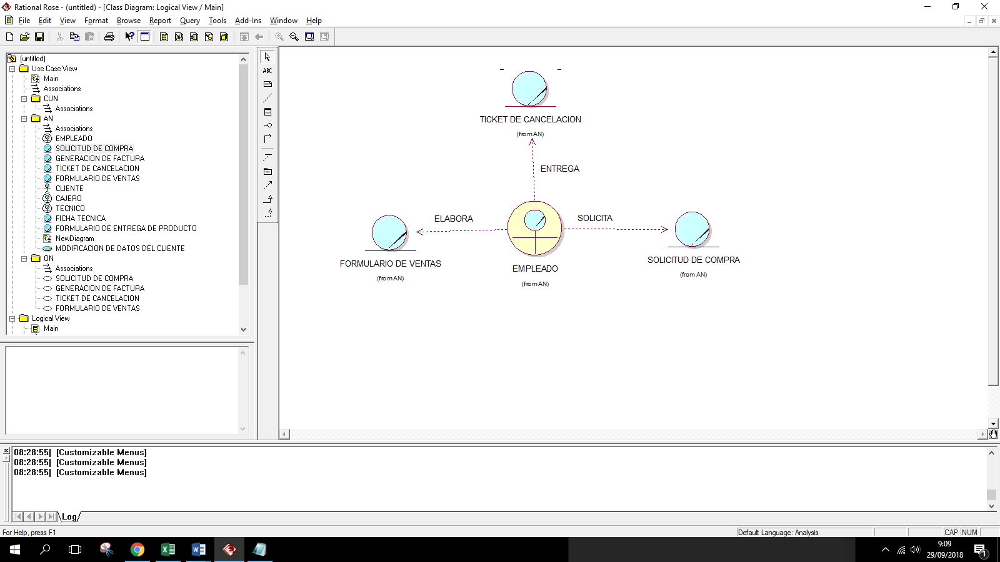 Rational Rose - (untitled) - [Class Diagram: Logical View / Main]
File Edit View Format Browse Report Query Tools Add-Ins Window Help
(untitled)
Use Case View
Main
Associations
CUN
Associations
AN
Associations
EMPLEADO
SOLICITUD DE COMPRA
GENERACION DE FACTURA
TICKET DE CANCELACION
FORMULARIO DE VENTAS
CLIENTE
CAJERO
TECNICO
FICHA TECNICA
FORMULARIO DE ENTREGA DE PRODUCTO
NewDiagram
MODIFICACION DE DATOS DEL CLIENTE
ON
Associations
SOLICITUD DE COMPRA
GENERACION DE FACTURA
TICKET DE CANCELACION
FORMULARIO DE VENTAS
Logical View
Main
ABC
TICKET DE CANCELACION
(from AN)
ENTREGA
ELABORA
SOLICITA
FORMULARIO DE VENTAS
(from AN)
EMPLEADO
(from AN)
SOLICITUD DE COMPRA
(from AN)
08:28:55| [Customizable Menus]
08:28:55| [Customizable Menus]
08:28:55| [Customizable Menus]
Log
For Help, press F1
Default Language: Analysis
CAP NUM
9:09
29/09/2018
1